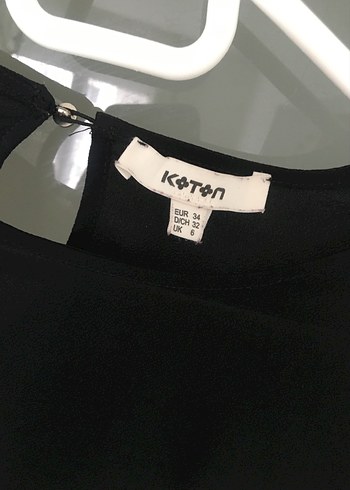 KOTON
EUR 34
D/CH 32
UK 6